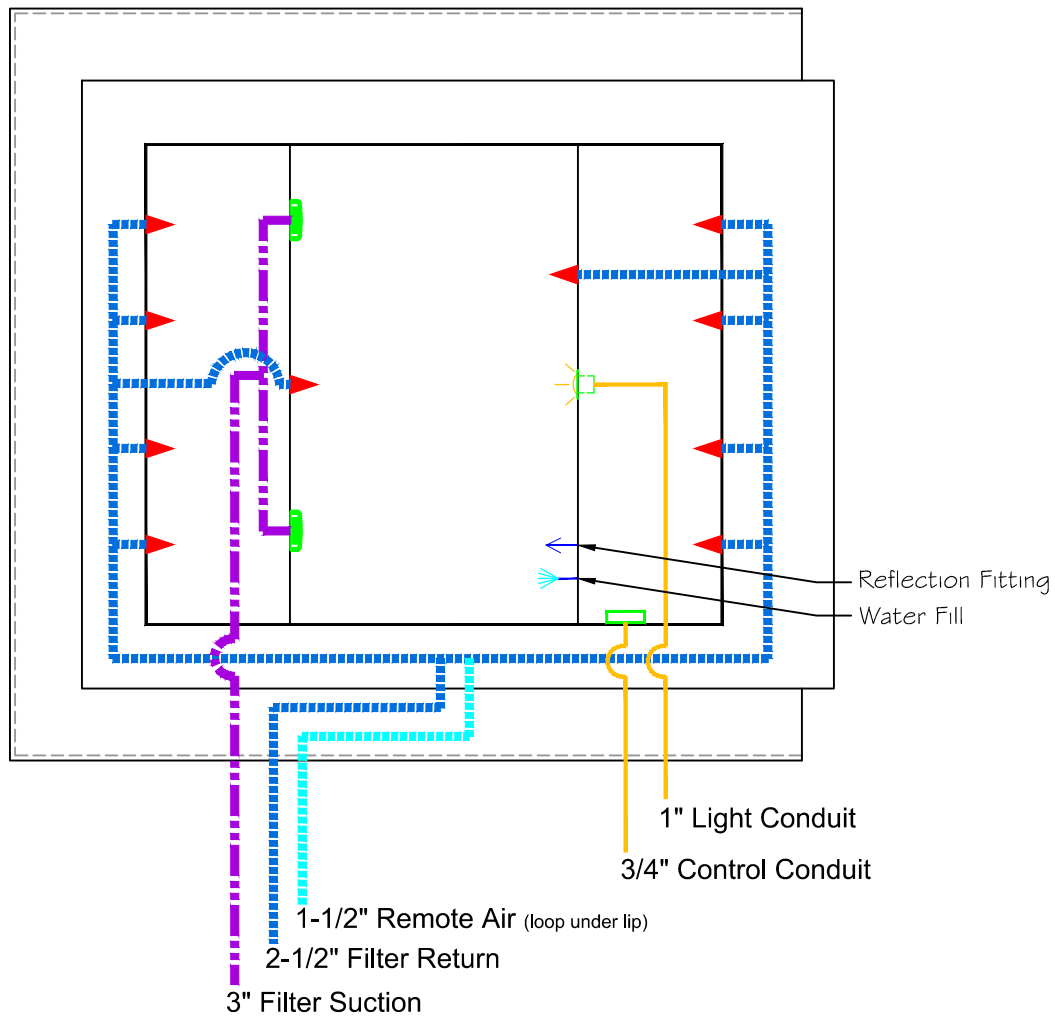 Reflection Fitting
Water Fill
1" Light Conduit
3/4" Control Conduit
1-1/2" Remote Air (loop under lip)
2-1/2" Filter Return
3" Filter Suction